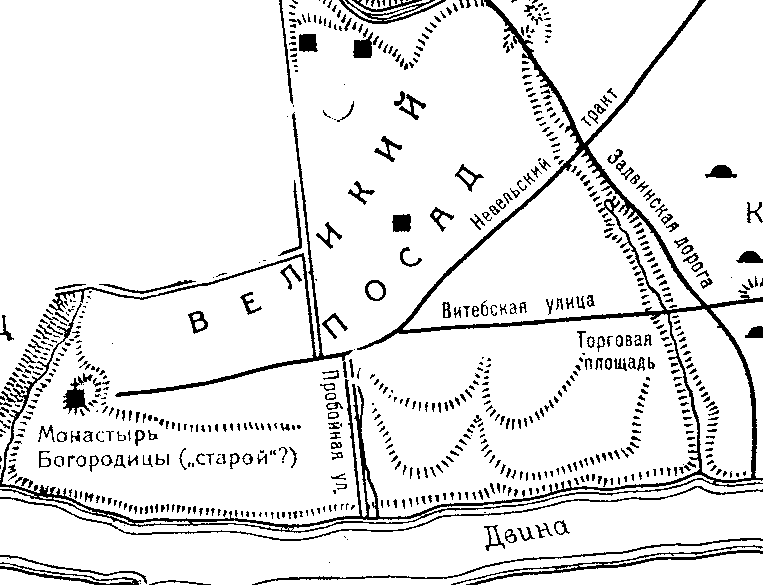 ВЕЛИКИЙ
ПОСАД
Невельский тракт
Задвинская дорога
К
Витебская улица
Торговая
площадь
Ц
Пробойная ул.
Монастырь
Богородицы („старой“?)
Двина